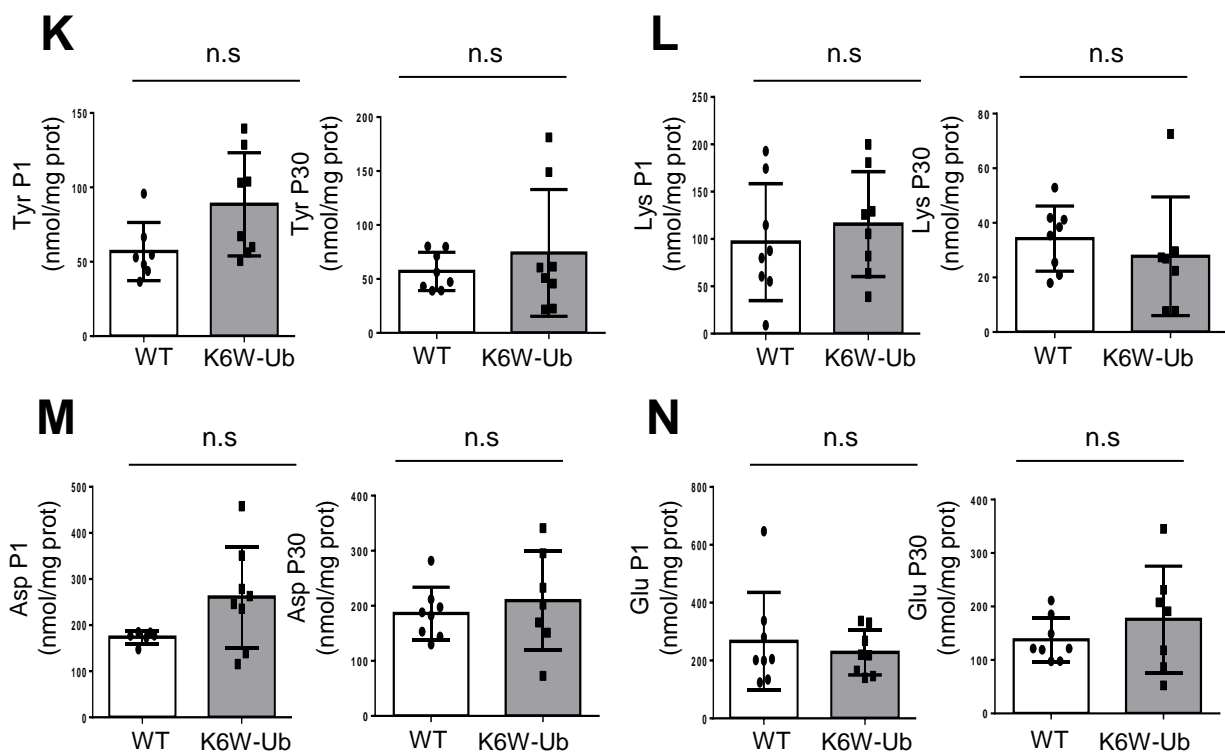 K
n.s
n.s
Tyr P1
(nmol/mg prot)
150
100
50
0
WT
K6W-Ub
Tyr P30
(nmol/mg prot)
200
150
100
50
0
WT
K6W-Ub
L
n.s
n.s
Lys P1
(nmol/mg prot)
250
200
150
100
50
0
WT
K6W-Ub
Lys P30
(nmol/mg prot)
80
60
40
20
0
WT
K6W-Ub
M
n.s
n.s
Asp P1
(nmol/mg prot)
500
400
300
200
100
0
WT
K6W-Ub
Asp P30
(nmol/mg prot)
400
300
200
100
0
WT
K6W-Ub
N
n.s
n.s
Glu P1
(nmol/mg prot)
800
600
400
200
0
WT
K6W-Ub
Glu P30
(nmol/mg prot)
400
300
200
100
0
WT
K6W-Ub